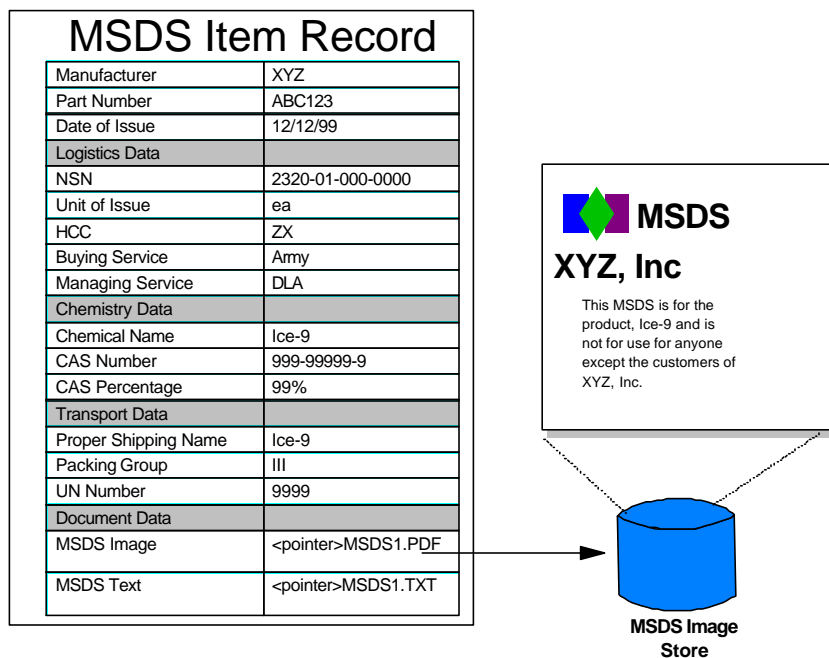 MSDS Item Record
Manufacturer XYZ
Part Number ABC123
Date of Issue 12/12/99
Logistics Data
NSN 2320-01-000-0000
Unit of Issue ea
HCC ZX
Buying Service Army
Managing Service DLA
Chemistry Data
Chemical Name Ice-9
CAS Number 999-99999-9
CAS Percentage 99%
Transport Data
Proper Shipping Name Ice-9
Packing Group III
UN Number 9999
Document Data
MSDS Image <pointer>MSDS1.PDF
MSDS Text <pointer>MSDS1.TXT
MSDS
XYZ, Inc
This MSDS is for the
product, Ice-9 and is
not for use for anyone
except the customers of
XYZ, Inc.
MSDS Image
Store